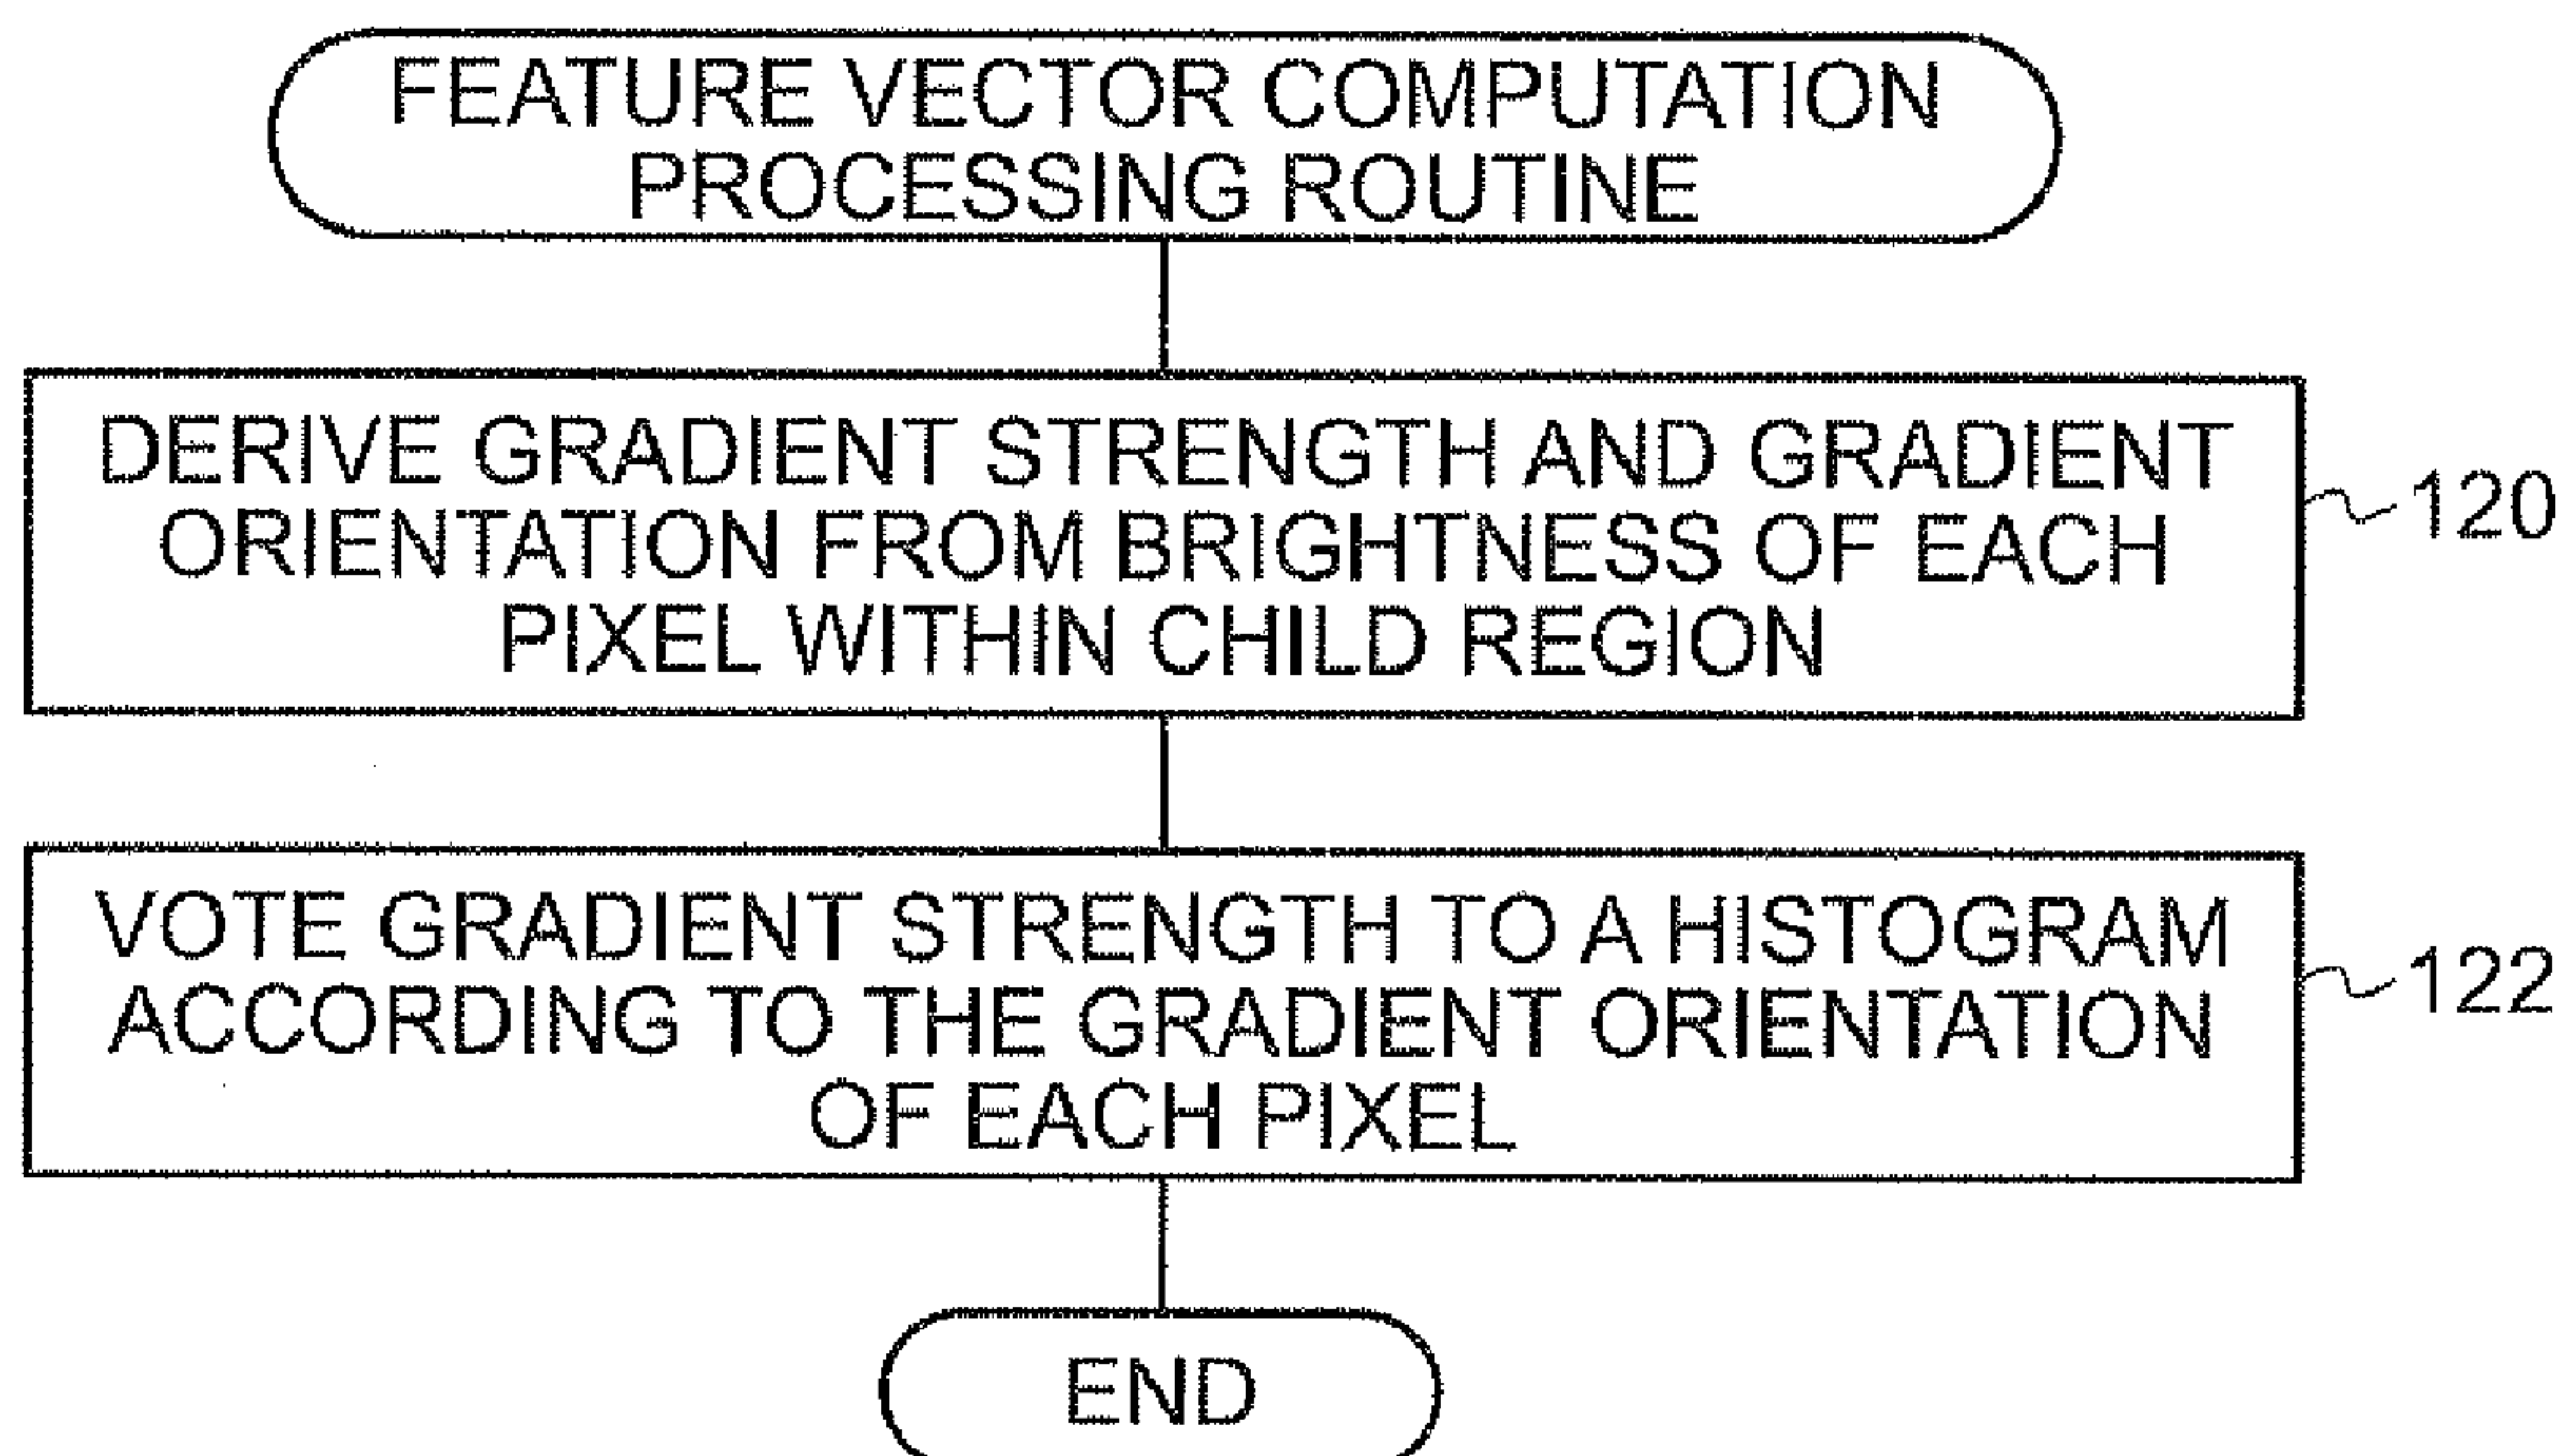 FEATURE VECTOR COMPUTATION
PROCESSING ROUTINE
DERIVE GRADIENT STRENGTH AND GRADIENT
ORIENTATION FROM BRIGHTNESS OF EACH
PIXEL WITHIN CHILD REGION
120
VOTE GRADIENT STRENGTH TO A HISTOGRAM
ACCORDING TO THE GRADIENT ORIENTATION
OF EACH PIXEL
122
END